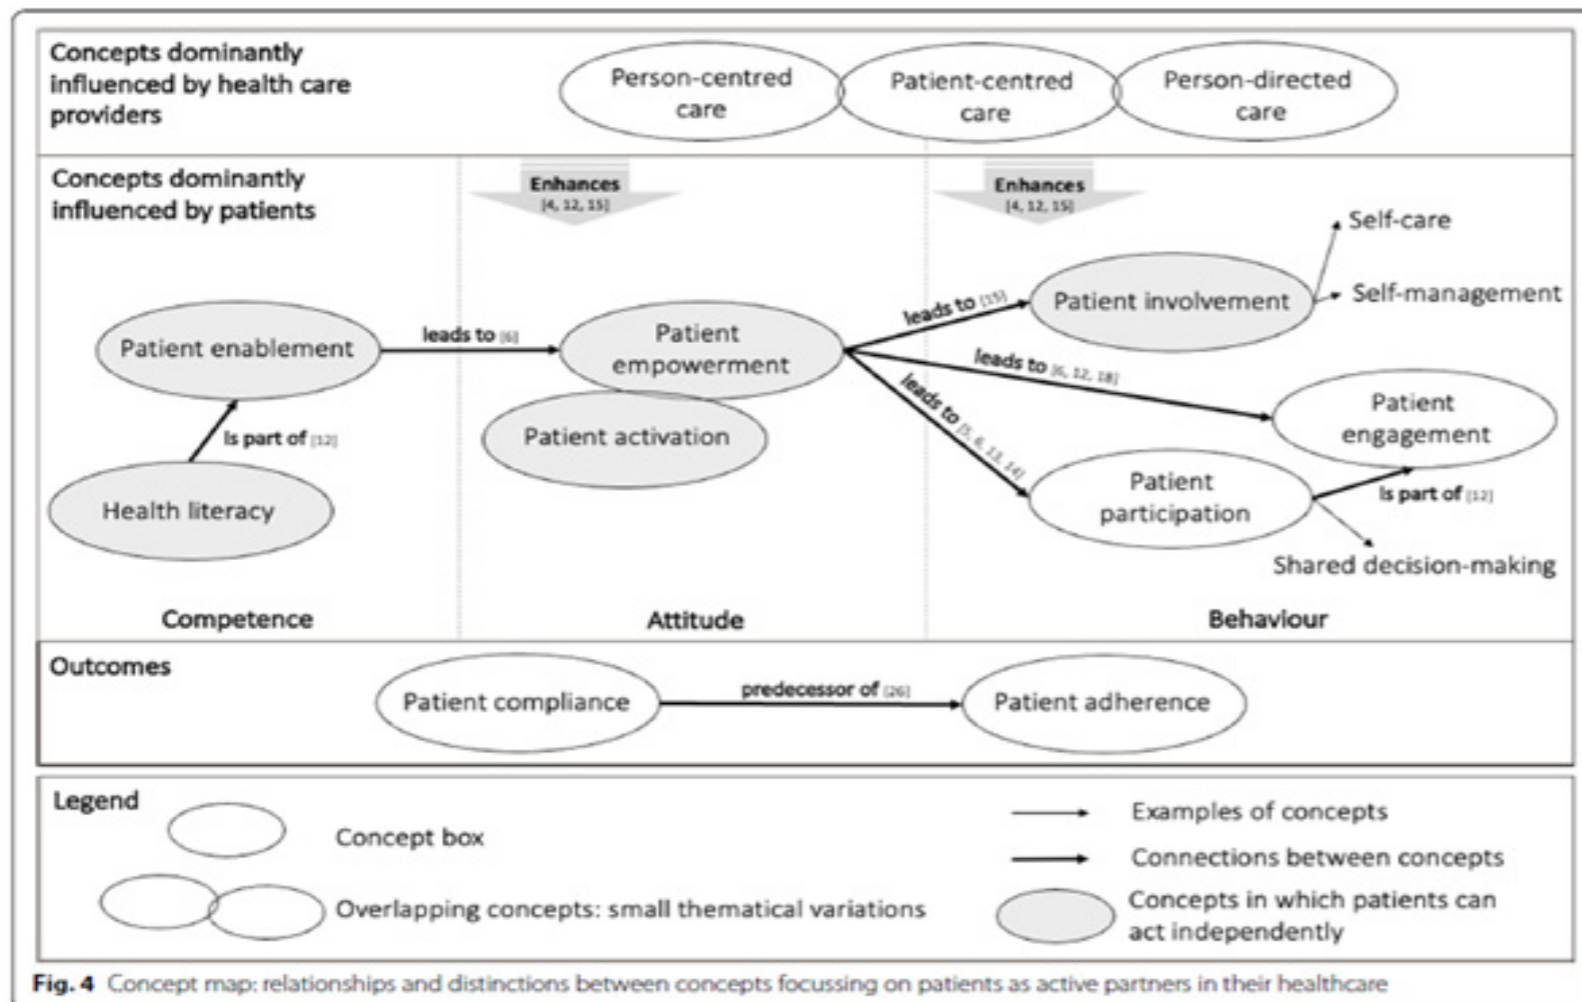 Concepts dominantly
influenced by health care
providers
Person-centred
care
Patient-centred
care
Person-directed
care
Concepts dominantly
influenced by patients
Enhances
[4, 12, 15]
Enhances
[4, 12, 15]
Self-care
Self-management
Patient involvement
leads to [15]
Patient enablement
leads to [6]
Patient
empowerment
leads to [6, 12, 18]
Patient
engagement
Patient activation
leads to [5, 6, 13, 14]
Is part of [12]
Health literacy
Patient
participation
Is part of [12]
Shared decision-making
Competence
Attitude
Behaviour
Outcomes
Patient compliance
predecessor of [26]
Patient adherence
Legend
Concept box
Overlapping concepts: small thematical variations
Examples of concepts
Connections between concepts
Concepts in which patients can
act independently
Fig. 4 Concept map: relationships and distinctions between concepts focussing on patients as active partners in their healthcare